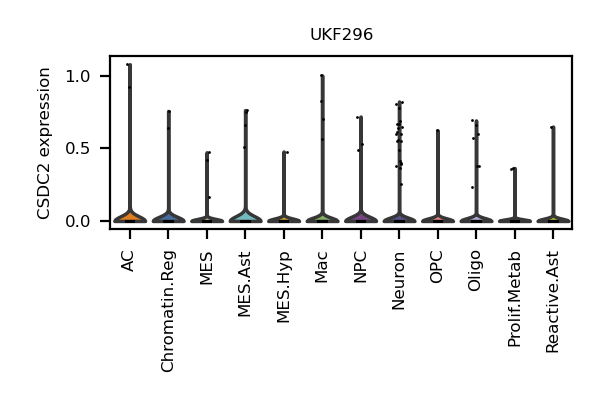 UKF296
CSDC2 expression
1.0
0.5
0.0
AC
Chromatin.Reg
MES
MES.Ast
MES.Hyp
Mac
NPC
Neuron
OPC
Oligo
Prolif.Metab
Reactive.Ast